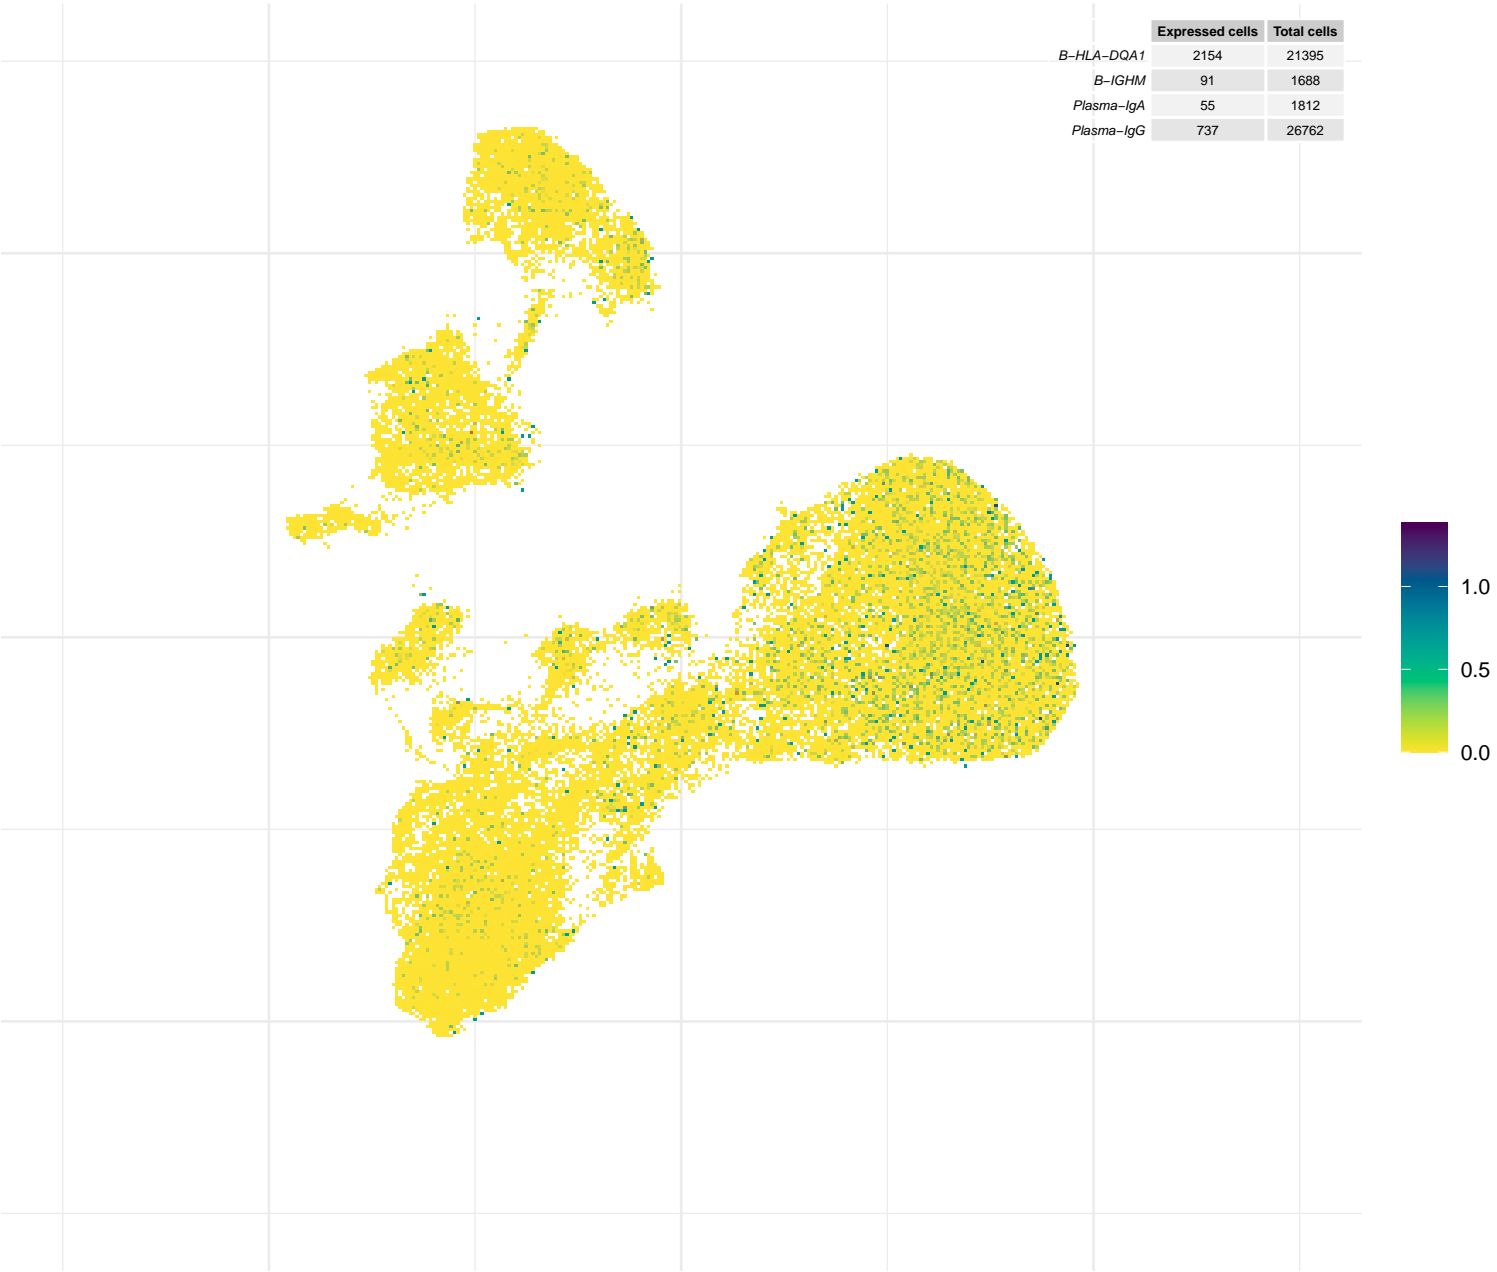 Expressed cells Total cells
B−HLA−DQA1 2154 21395
B−IGHM 91 1688
Plasma−IgA 55 1812
Plasma−IgG 737 26762
1.0
0.5
0.0